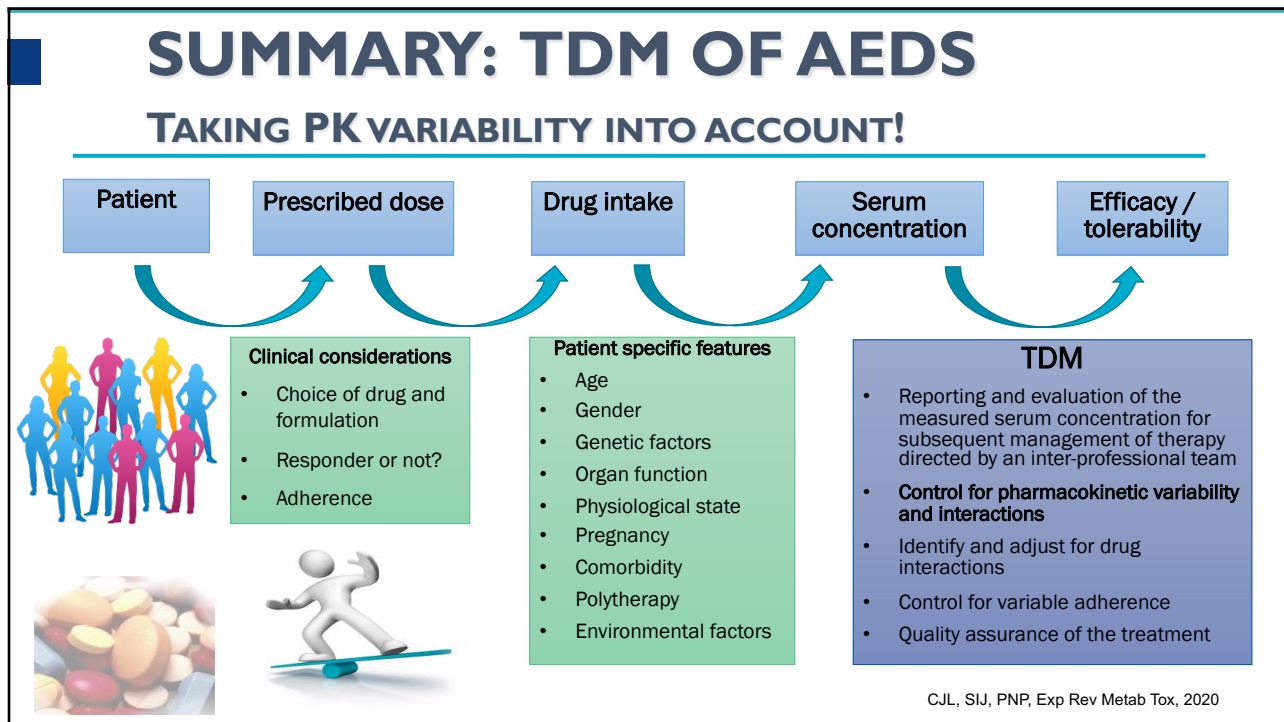 SUMMARY: TDM OF AEDS
TAKING PK VARIABILITY INTO ACCOUNT!
Patient
Prescribed dose
Drug intake
Serum
concentration
Efficacy /
tolerability
Clinical considerations
• Choice of drug and
formulation
• Responder or not?
• Adherence
Patient specific features
• Age
• Gender
• Genetic factors
• Organ function
• Physiological state
• Pregnancy
• Comorbidity
• Polytherapy
• Environmental factors
TDM
• Reporting and evaluation of the
measured serum concentration for
subsequent management of therapy
directed by an inter-professional team
• Control for pharmacokinetic variability
and interactions
• Identify and adjust for drug
interactions
• Control for variable adherence
• Quality assurance of the treatment
CJL, SIJ, PNP, Exp Rev Metab Tox, 2020